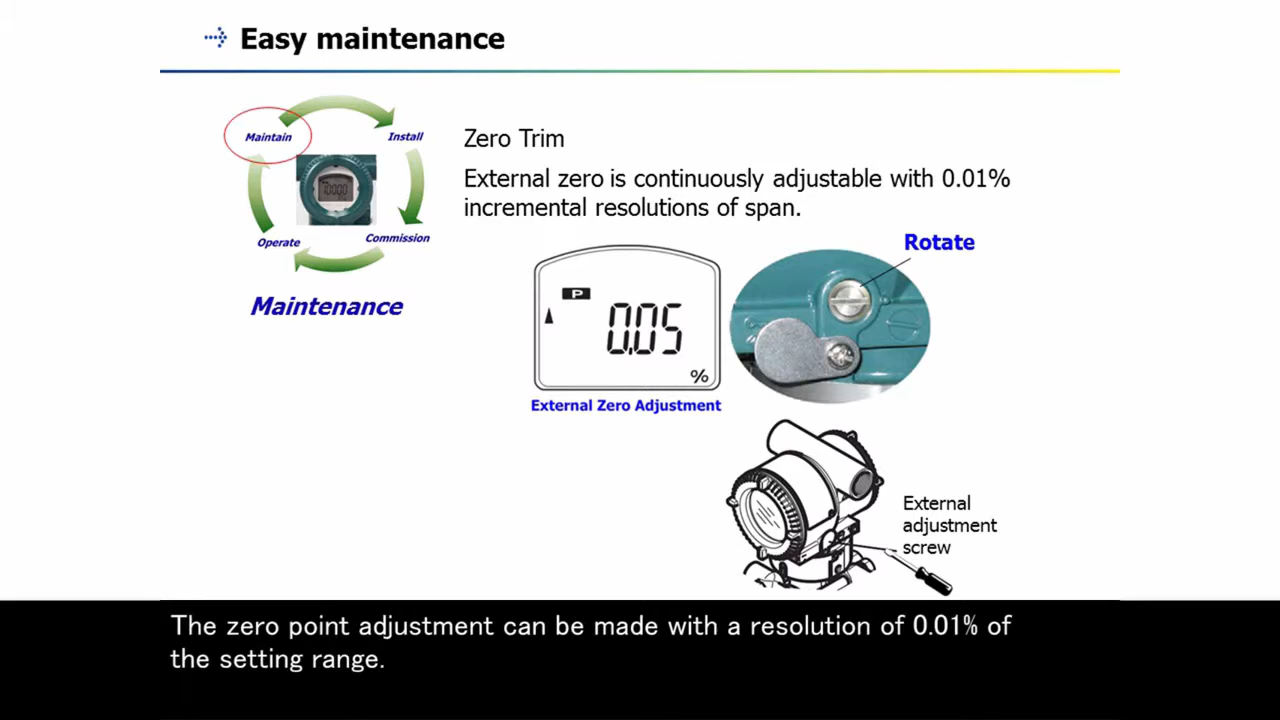 Easy maintenance
Maintain
Install
Operate
Commission
Maintenance
Zero Trim
External zero is continuously adjustable with 0.01%
incremental resolutions of span.
Rotate
P
0.05
%
External Zero Adjustment
External
adjustment
screw
The zero point adjustment can be made with a resolution of 0.01% of
the setting range.